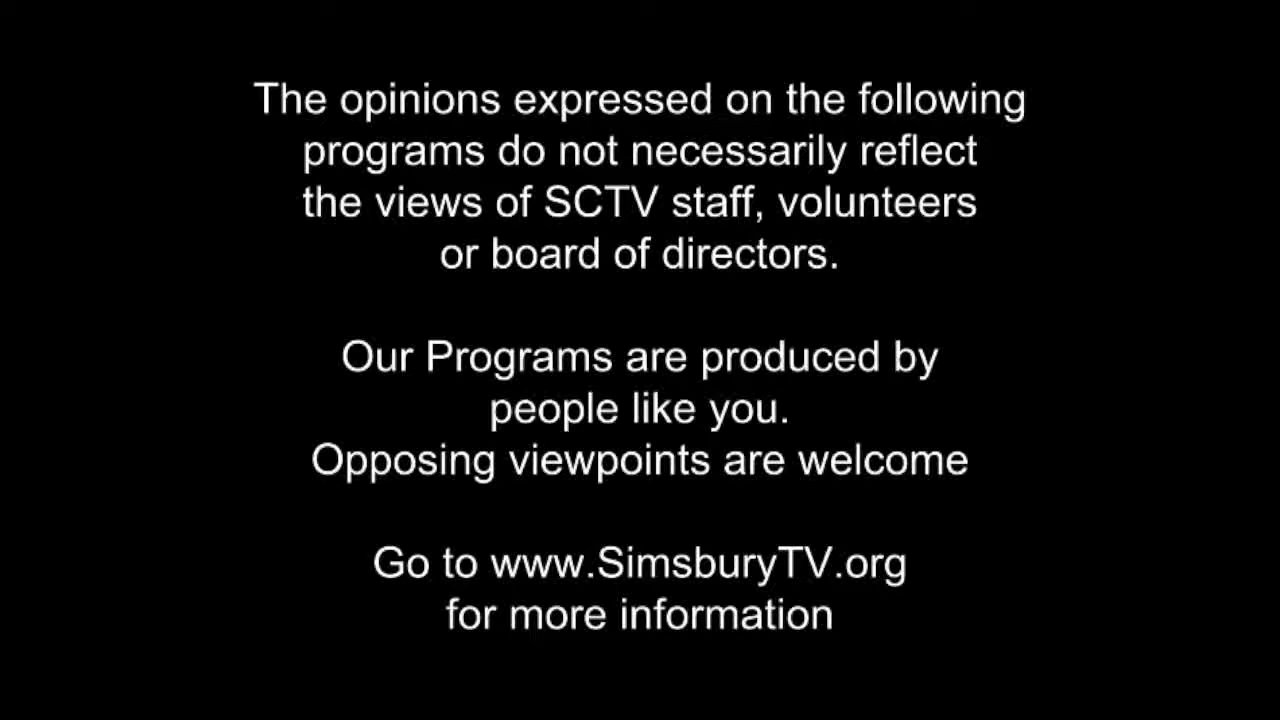 The opinions expressed on the following
programs do not necessarily reflect
the views of SCTV staff, volunteers
or board of directors.
Our Programs are produced by
people like you.
Opposing viewpoints are welcome
Go to www.SimsburyTV.org
for more information